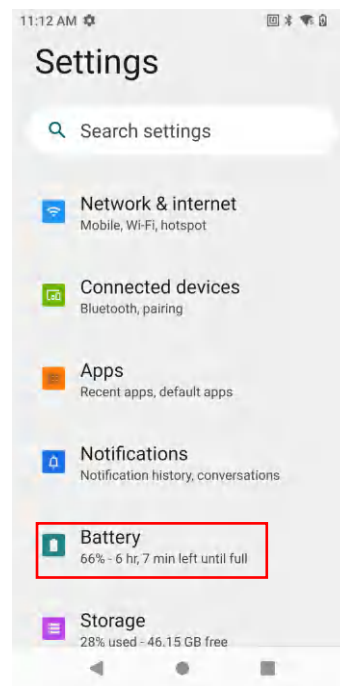 11:12 AM
Settings
Search settings
Network & internet
Mobile, Wi-Fi, hotspot
Connected devices
Bluetooth, pairing
Apps
Recent apps, default apps
Notifications
Notification history, conversations
Battery
66% - 6 hr, 7 min left until full
Storage
28% used - 46.15 GB free